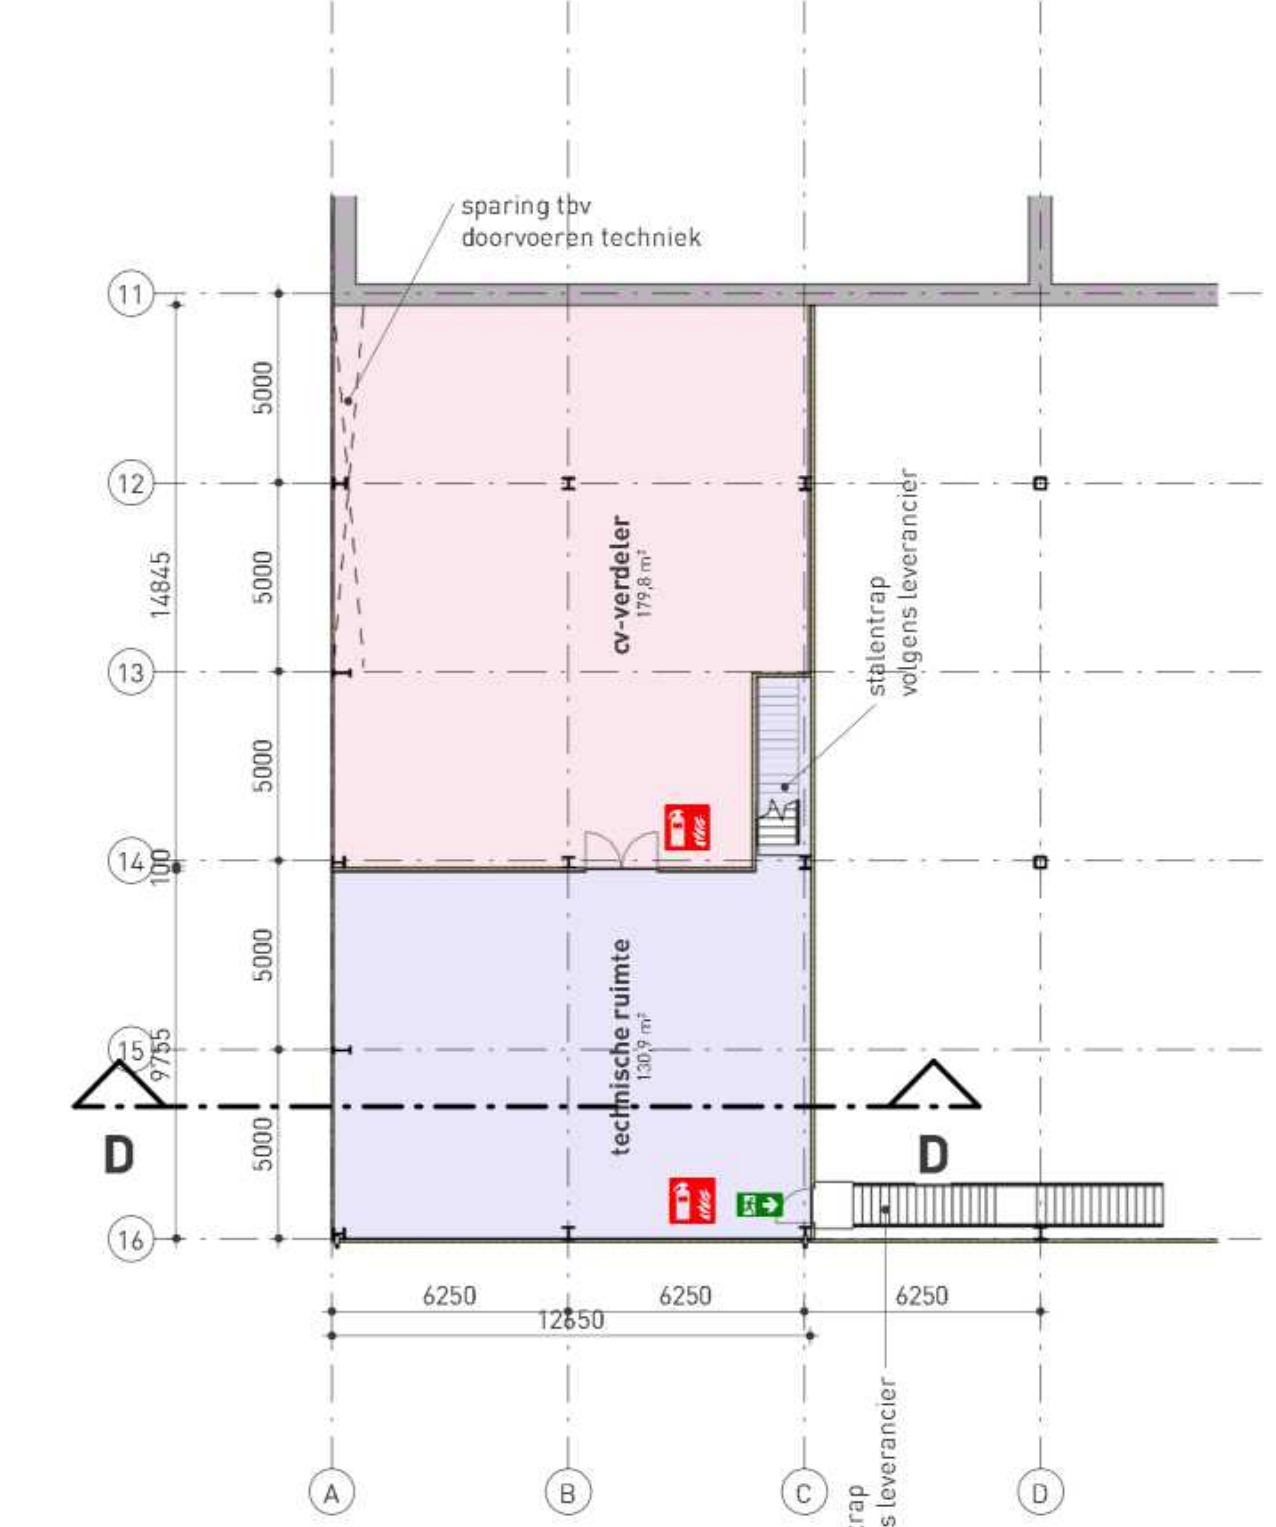 sparing tbv
doorvoeren techniek
11
5000
12
14845
5000
cv-verdeler
179,8 m²
stalentrap
volgens leverancier
13
5000
14
100
5000
technische ruimte
130,9 m²
15
9755
D
D
5000
16
6250
6250
6250
12650
rap
s leverancier
A
B
C
D